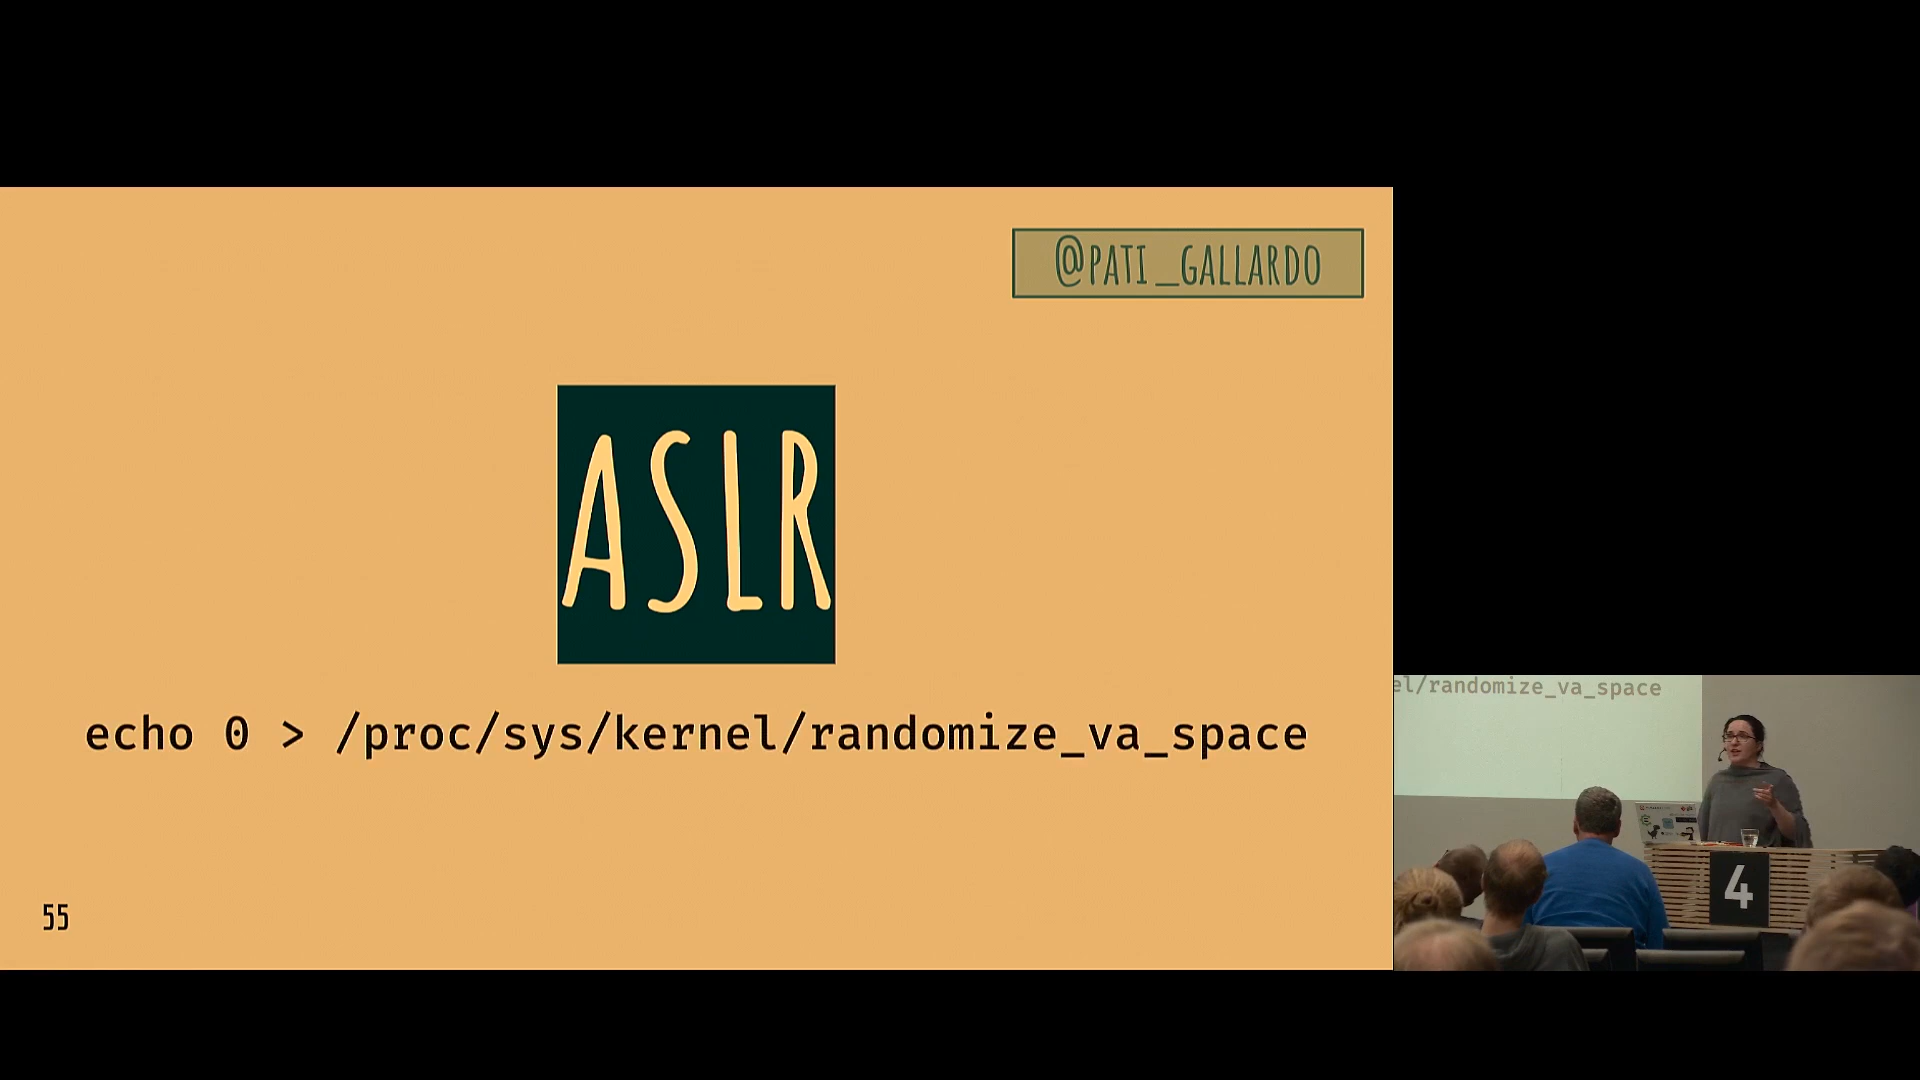 @PATI_GALLARDO
ASLR
echo 0 > /proc/sys/kernel/randomize_va_space
55
el/randomize_va_space
4